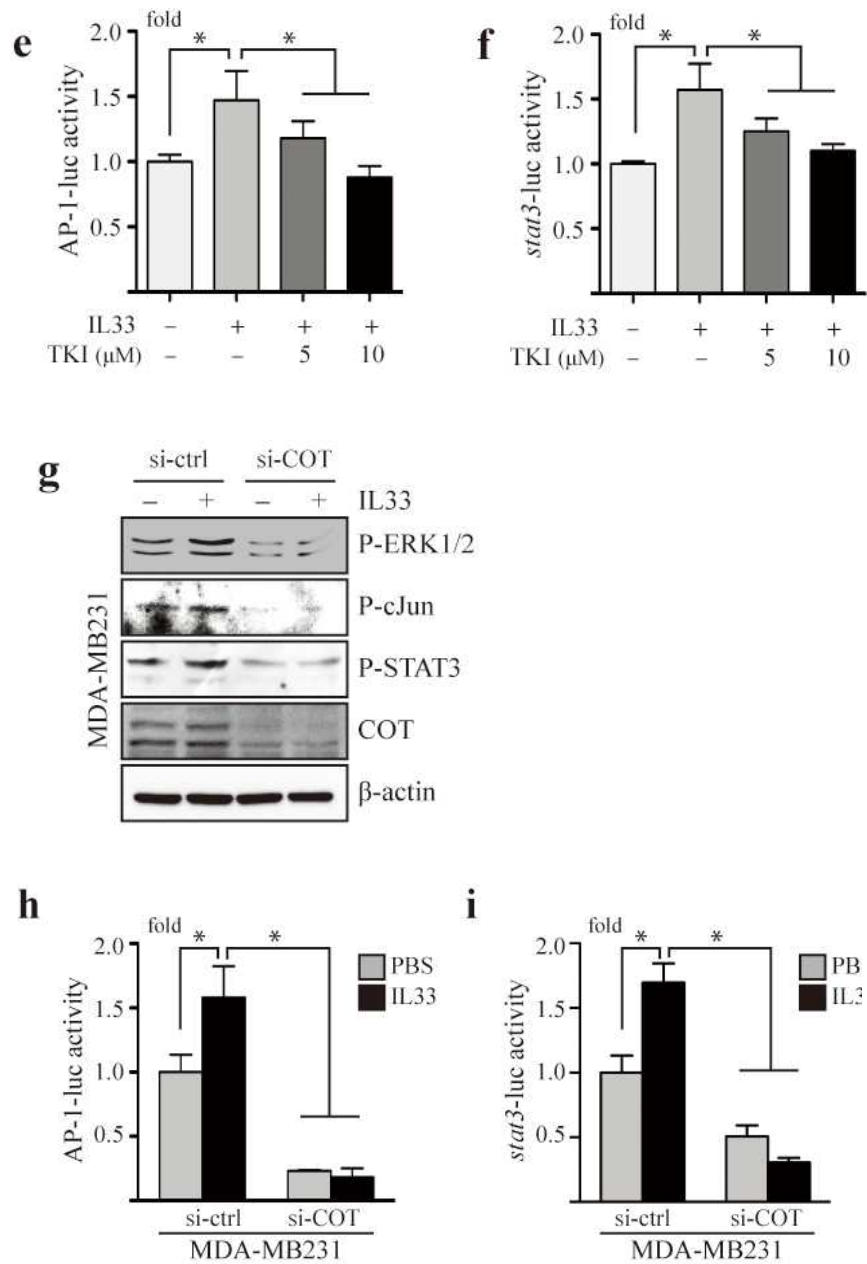 e
fold
*
*
2.0
1.5
1.0
0.5
AP-1-luc activity
IL33 – + + +
TKI (μM) – – 5 10
f
fold
*
*
2.0
1.5
1.0
0.5
stat3-luc activity
IL33 – + + +
TKI (μM) – – 5 10
g
si-ctrl si-COT
– + – + IL33
P-ERK1/2
P-cJun
P-STAT3
COT
β-actin
MDA-MB231
h
fold
*
*
2.0
1.5
1.0
0.5
AP-1-luc activity
PBS
IL33
si-ctrl si-COT
MDA-MB231
i
fold
*
*
2.0
1.5
1.0
0.5
stat3-luc activity
PB
IL3
si-ctrl si-COT
MDA-MB231